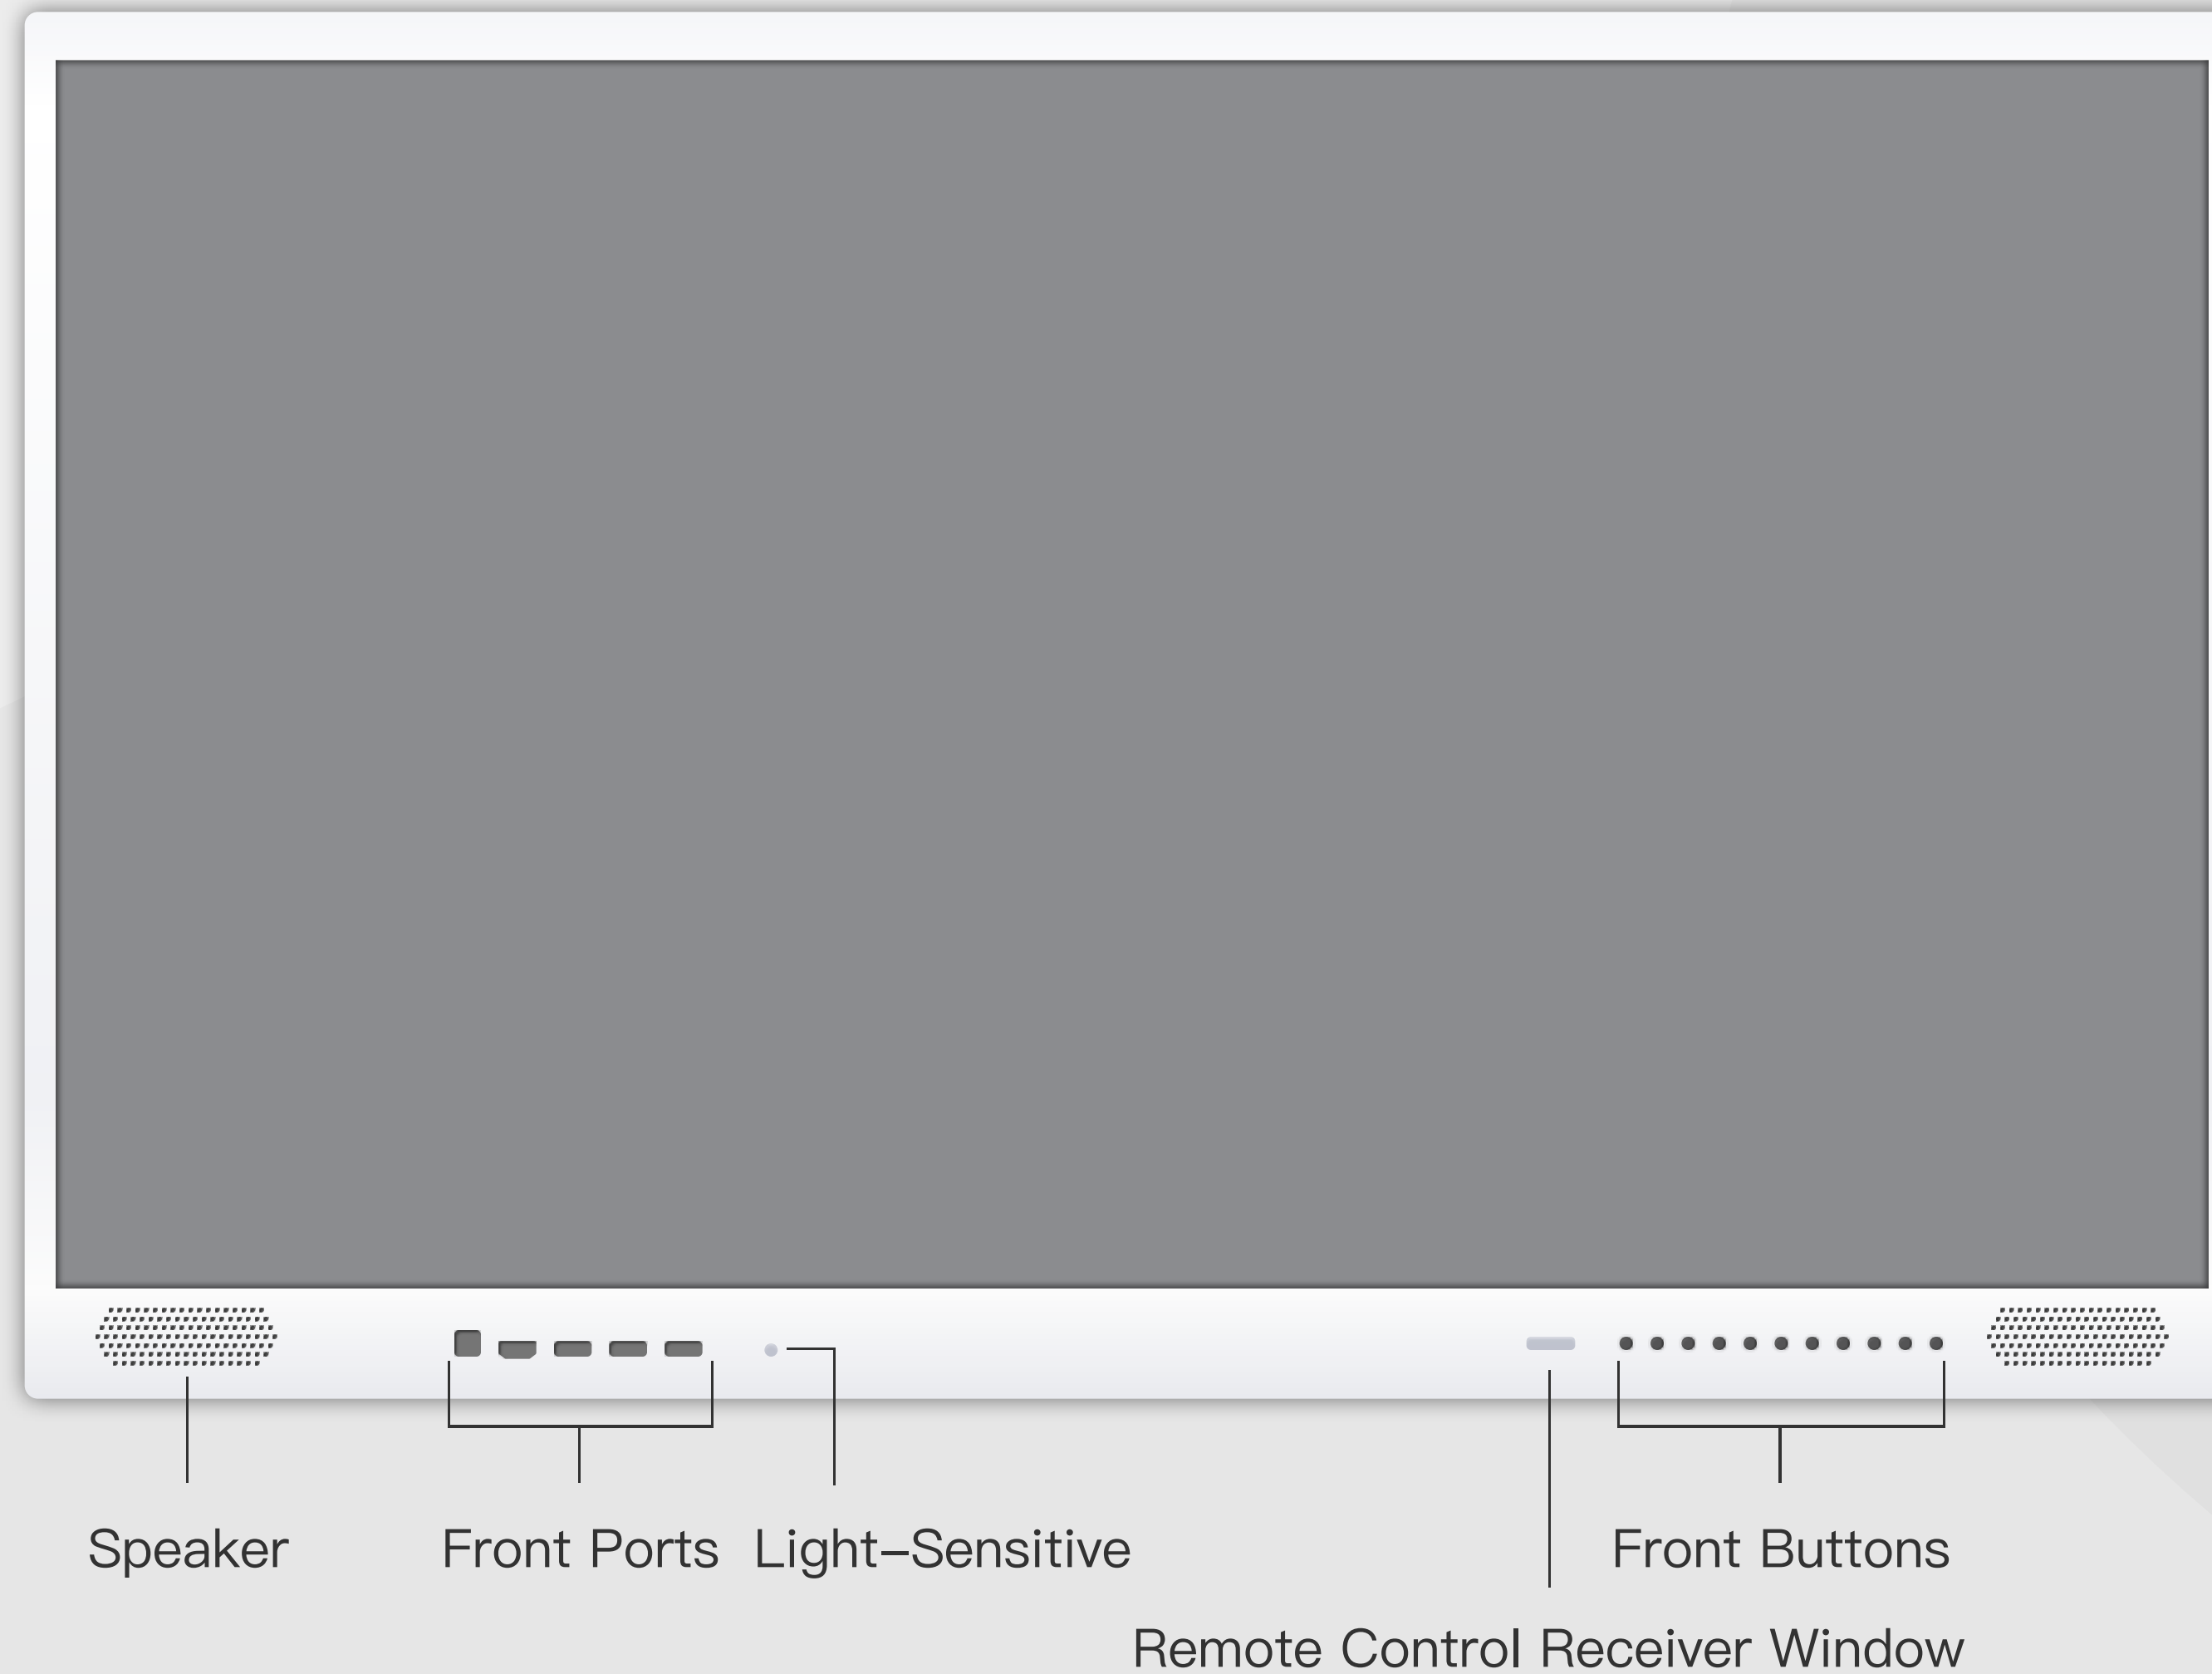 Speaker
Front Ports
Light-Sensitive
Front Buttons
Remote Control Receiver Window